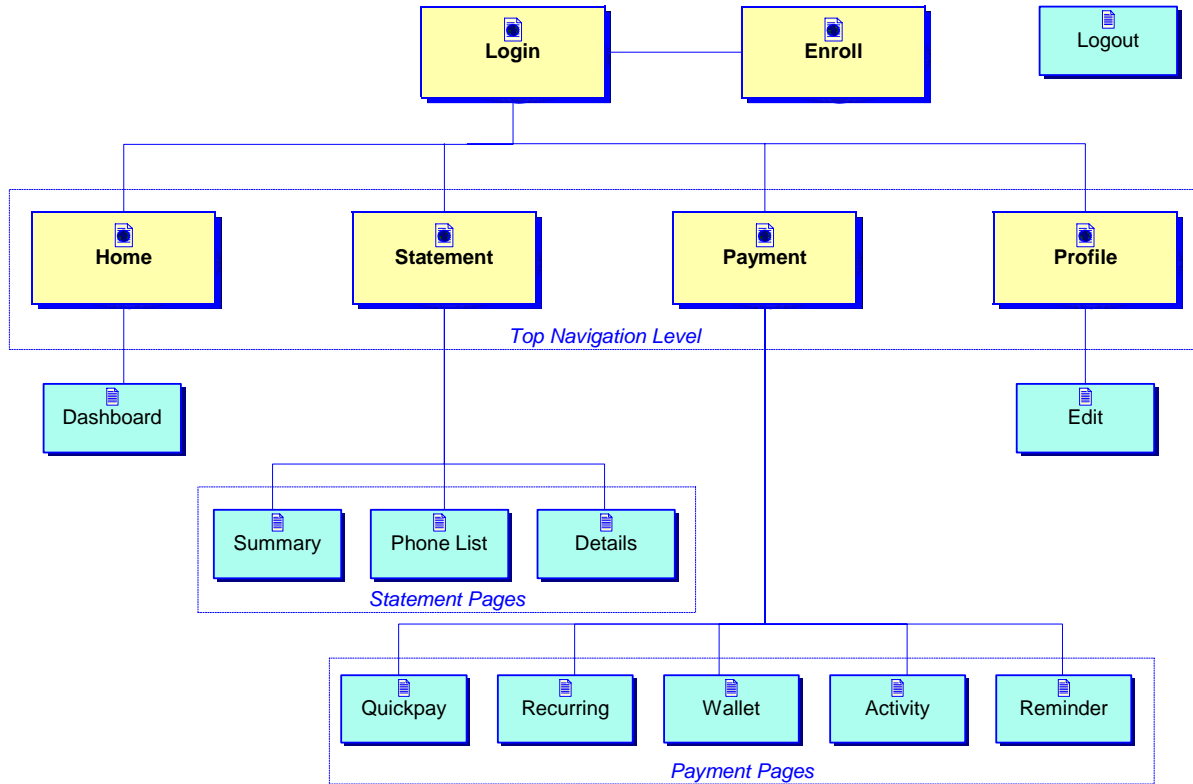 Login
Enroll
Logout
Home
Statement
Payment
Profile
Top Navigation Level
Dashboard
Edit
Summary
Phone List
Details
Statement Pages
Quickpay
Recurring
Wallet
Activity
Reminder
Payment Pages